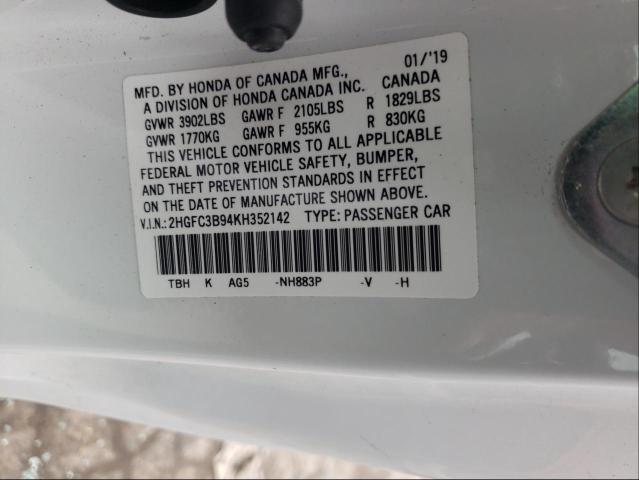 MFD. BY HONDA OF CANADA MFG., 01/'19
A DIVISION OF HONDA CANADA INC. CANADA
GVWR 3902LBS GAWR F 2105LBS R 1829LBS
GVWR 1770KG GAWR F 955KG R 830KG
THIS VEHICLE CONFORMS TO ALL APPLICABLE
FEDERAL MOTOR VEHICLE SAFETY, BUMPER,
AND THEFT PREVENTION STANDARDS IN EFFECT
ON THE DATE OF MANUFACTURE SHOWN ABOVE.
V.I.N.: 2HGFC3B94KH352142 TYPE: PASSENGER CAR
TBH K AG5 -NH883P -V -H